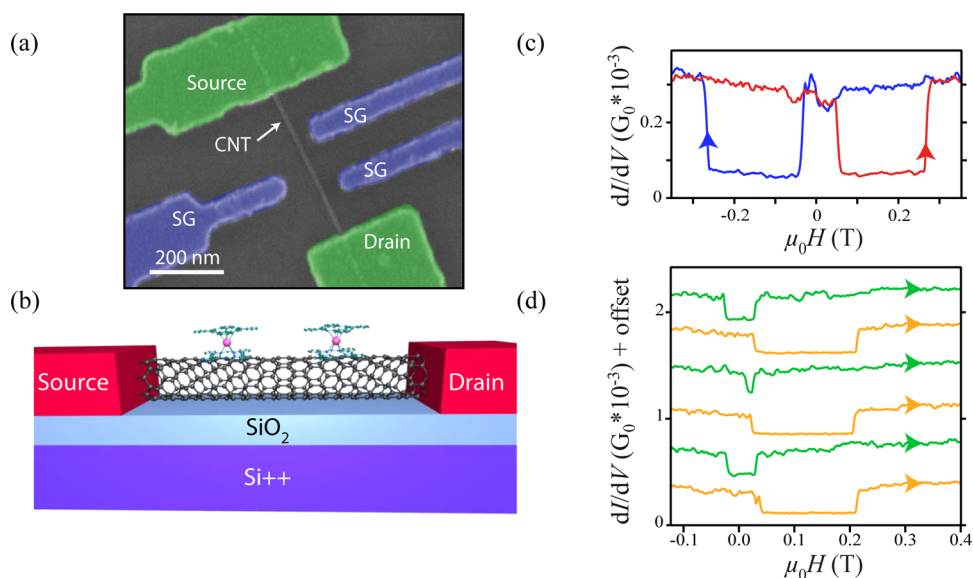 (a)
Source
SG
CNT
SG
SG
Drain
200 nm
(b)
Source
Drain
SiO₂
Si++
(c)
dI/dV (G₀*10⁻³)
0.2
0
-0.2
0
0.2
μ₀H (T)
(d)
dI/dV (G₀*10⁻³) + offset
2
1
0
-0.1
0.0
0.1
0.2
0.3
0.4
μ₀H (T)